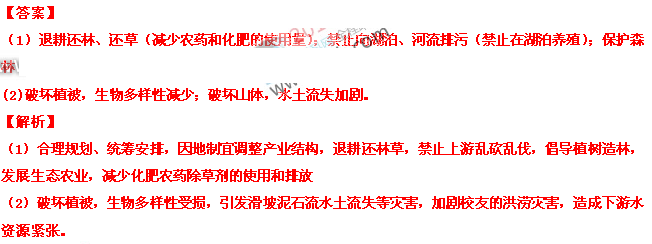 【答案】
（1）退耕还林、还草（减少农药和化肥的使用量）；禁止向湖泊、河流排污（禁止在湖泊养殖）；保护森
林
(2)破坏植被，生物多样性减少；破坏山体，水土流失加剧。
【解析】
（1）合理规划、统筹安排，因地制宜调整产业结构，退耕还林草，禁止上游乱砍乱伐，倡导植树造林，
发展生态农业，减少化肥农药除草剂的使用和排放
（2）破坏植被，生物多样性受损，引发滑坡泥石流水土流失等灾害，加剧校友的洪涝灾害，造成下游水
资源紧张。